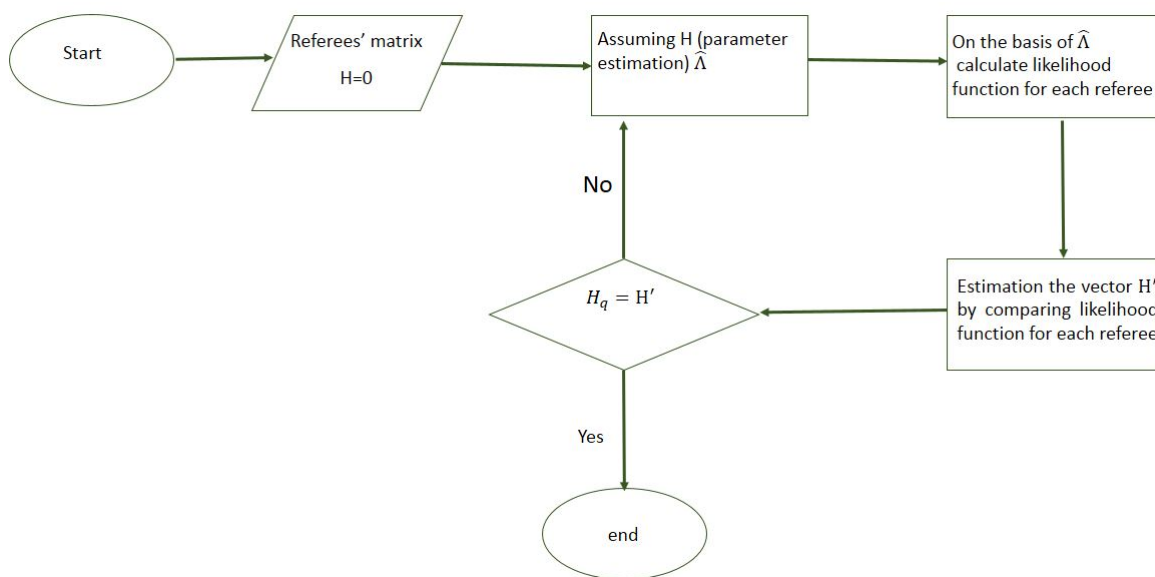 Start
Referees’ matrix
H=0
Assuming H (parameter
estimation) Λ̂
On the basis of Λ̂
calculate likelihood
function for each referee
Estimation the vector H′
by comparing likelihood
function for each referee
H_q = H′
No
Yes
end